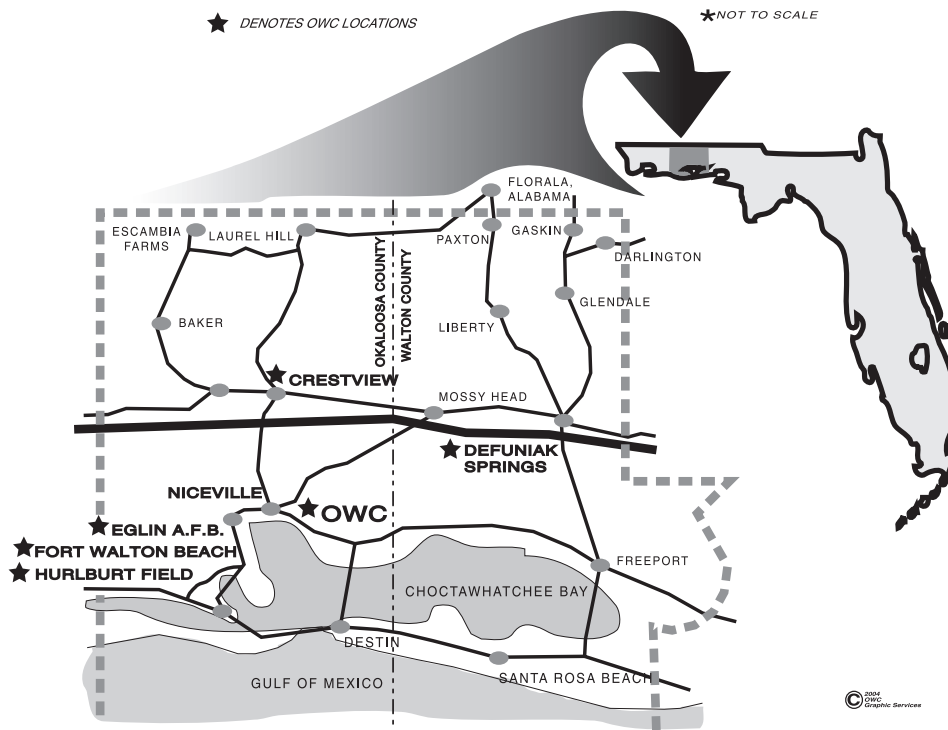 ★ DENOTES OWC LOCATIONS
*NOT TO SCALE
FLORALA,
ALABAMA
ESCAMBIA
FARMS
LAUREL HILL
PAXTON
GASKIN
DARLINGTON
OKALOOSA COUNTY
WALTON COUNTY
GLENDALE
BAKER
LIBERTY
★ CRESTVIEW
MOSSY HEAD
★ DEFUNIAK
SPRINGS
NICEVILLE
★ OWC
★ EGLIN A.F.B.
★ FORT WALTON BEACH
★ HURLBURT FIELD
FREEPORT
CHOCTAWHATCHEE BAY
DESTIN
SANTA ROSA BEACH
GULF OF MEXICO
© 2004
OWC
Graphic Services